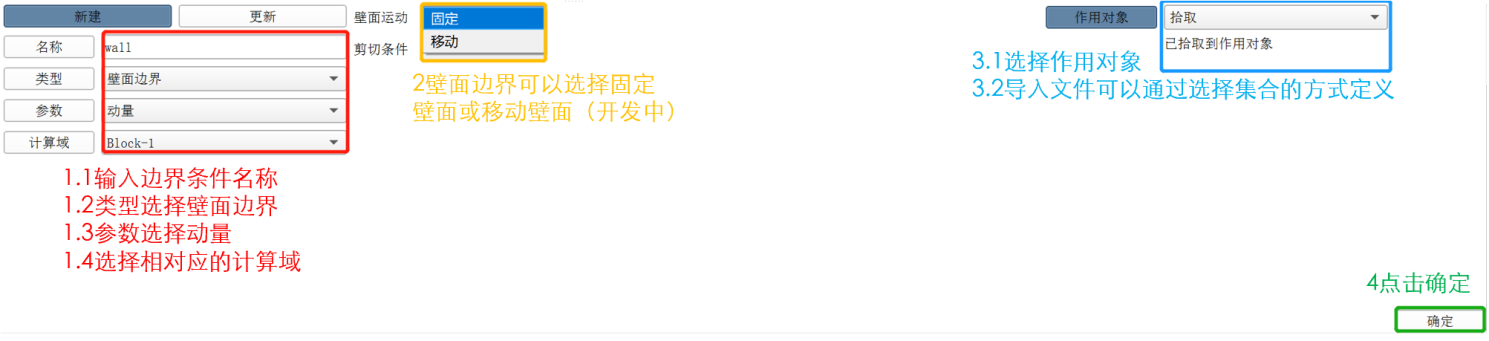 新建
更新
壁面运动
固定
作用对象
拾取
移动
名称
wall
剪切条件
已拾取到作用对象
类型
壁面边界
参数
动量
计算域
Block-1
2壁面边界可以选择固定
壁面或移动壁面（开发中）
3.1选择作用对象
3.2导入文件可以通过选择集合的方式定义
1.1输入边界条件名称
1.2类型选择壁面边界
1.3参数选择动量
1.4选择相对应的计算域
4点击确定
确定